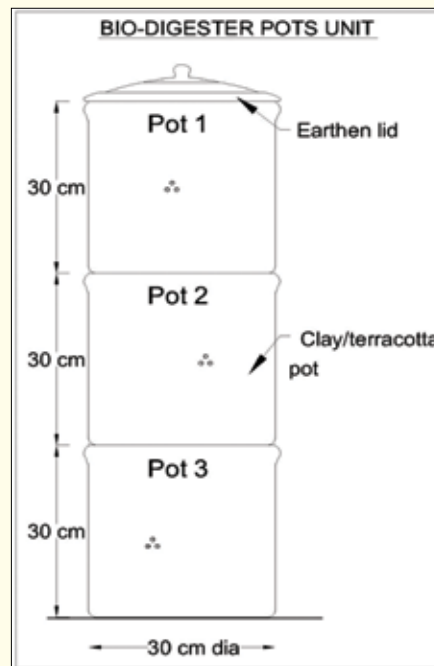 BIO-DIGESTER POTS UNIT
Pot 1
Earthen lid
30 cm
Pot 2
Clay/terracotta
pot
30 cm
Pot 3
30 cm
30 cm dia